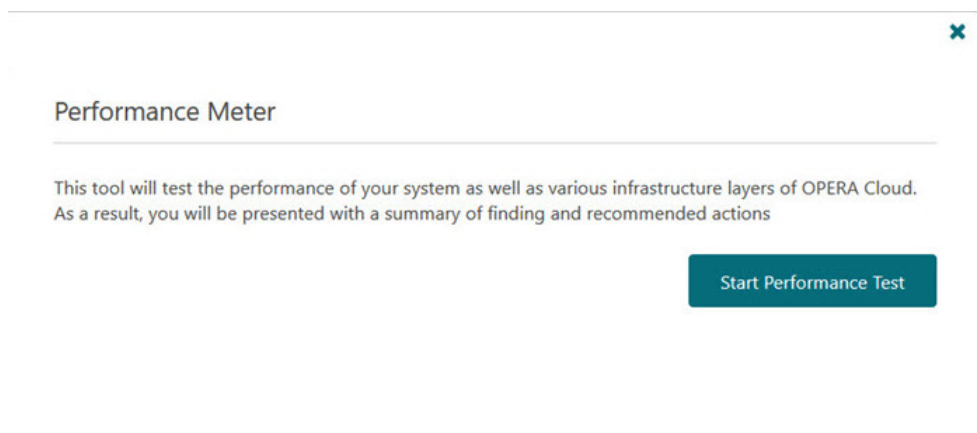 Performance Meter
This tool will test the performance of your system as well as various infrastructure layers of OPERA Cloud.
As a result, you will be presented with a summary of finding and recommended actions
Start Performance Test